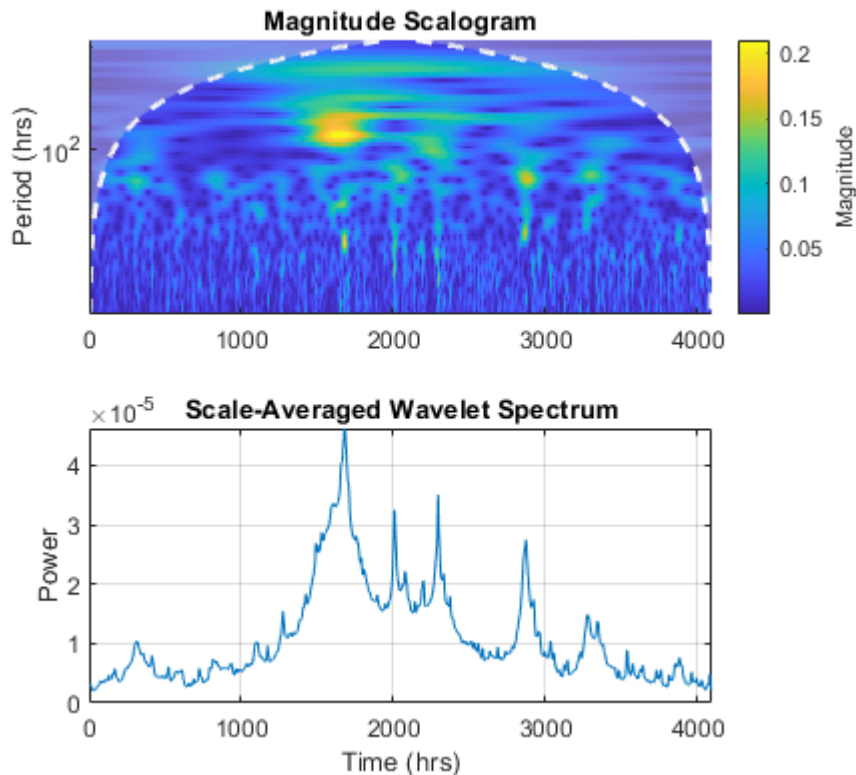 Magnitude Scalogram
Period (hrs)
10^2
0 1000 2000 3000 4000
0.2
0.15
0.1
0.05
Magnitude
×10^-5
Scale-Averaged Wavelet Spectrum
Power
4
3
2
1
0
0 1000 2000 3000 4000
Time (hrs)